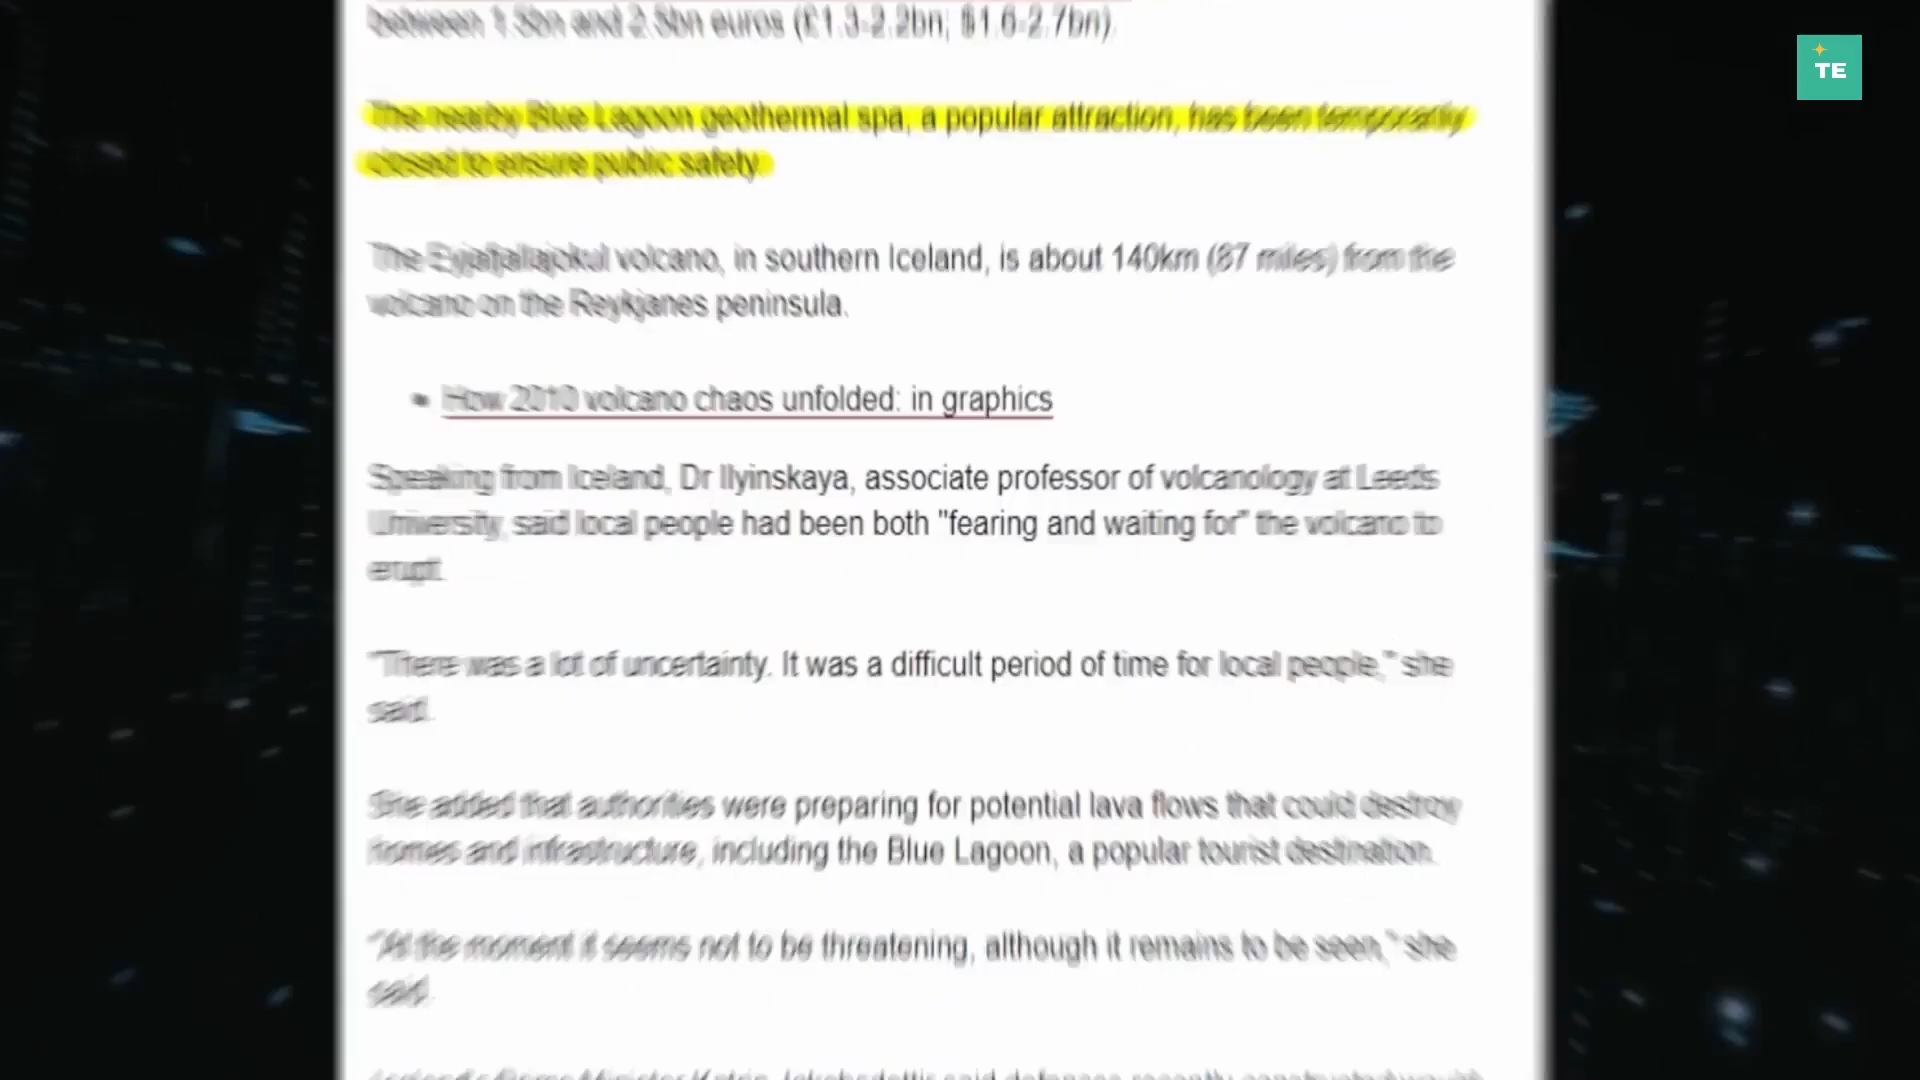 between 1.5bn and 2.5bn euros (£1.3-2.2bn; $1.6-2.7bn).
TE
The nearby Blue Lagoon geothermal spa, a popular attraction, has been temporarily
closed to ensure public safety.
The Eyjafjallajokul volcano, in southern Iceland, is about 140km (87 miles) from the
volcano on the Reykjanes peninsula.
How 2010 volcano chaos unfolded: in graphics
Speaking from Iceland, Dr Ilyinskaya, associate professor of volcanology at Leeds
University, said local people had been both "fearing and waiting for" the volcano to
erupt.
"There was a lot of uncertainty. It was a difficult period of time for local people," she
said.
She added that authorities were preparing for potential lava flows that could destroy
homes and infrastructure, including the Blue Lagoon, a popular tourist destination.
"At the moment it seems not to be threatening, although it remains to be seen," she
said.